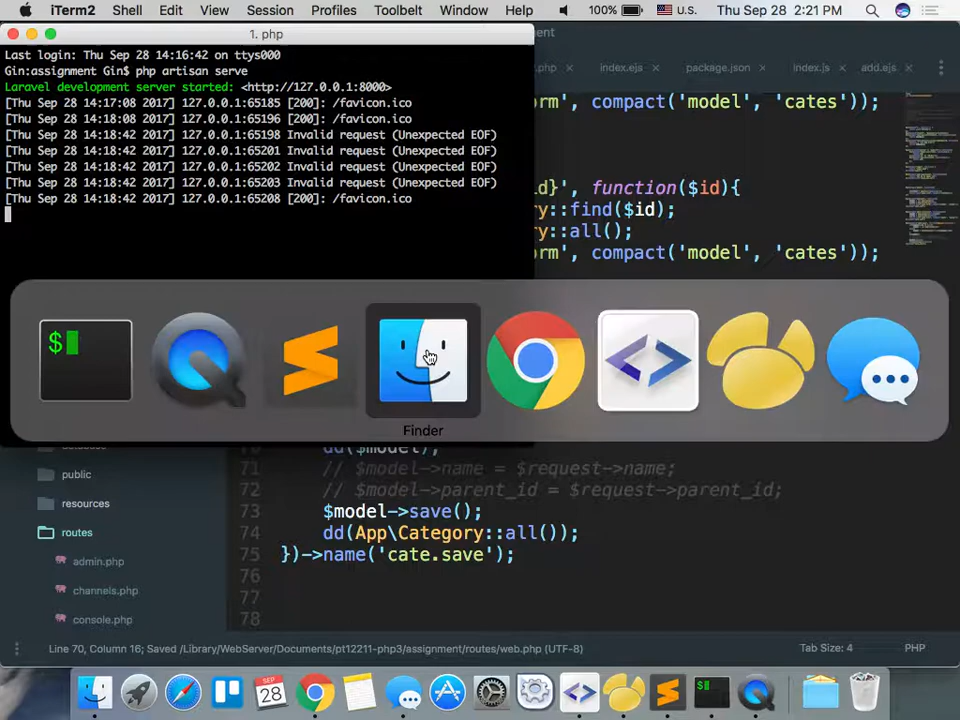 iTerm2 Shell Edit View Session Profiles Toolbelt Window Help 100% U.S. Thu Sep 28 2:21 PM
1. php
Last login: Thu Sep 28 14:16:42 on ttys000
Gin:assignment Gin$ php artisan serve
Laravel development server started: <http://127.0.0.1:8000>
[Thu Sep 28 14:17:08 2017] 127.0.0.1:65185 [200]: /favicon.ico
[Thu Sep 28 14:18:08 2017] 127.0.0.1:65196 [200]: /favicon.ico
[Thu Sep 28 14:18:42 2017] 127.0.0.1:65198 Invalid request (Unexpected EOF)
[Thu Sep 28 14:18:42 2017] 127.0.0.1:65201 Invalid request (Unexpected EOF)
[Thu Sep 28 14:18:42 2017] 127.0.0.1:65202 Invalid request (Unexpected EOF)
[Thu Sep 28 14:18:42 2017] 127.0.0.1:65203 Invalid request (Unexpected EOF)
[Thu Sep 28 14:18:42 2017] 127.0.0.1:65208 [200]: /favicon.ico
ment
.php index.ejs package.json index.js add.ejs
orm', compact('model', 'cates'));
id}', function($id){
ry::find($id);
ry::all();
orm', compact('model', 'cates'));
$
Finder
dd($model);
71 // $model->name = $request->name;
72 // $model->parent_id = $request->parent_id;
73 $model->save();
74 dd(App\Category::all());
75 })->name('cate.save');
76
77
78
public
resources
routes
admin.php
channels.php
console.php
Line 70, Column 16; Saved /Library/WebServer/Documents/pt12211-php3/assignment/routes/web.php (UTF-8) Tab Size: 4 PHP
SEP
28
$